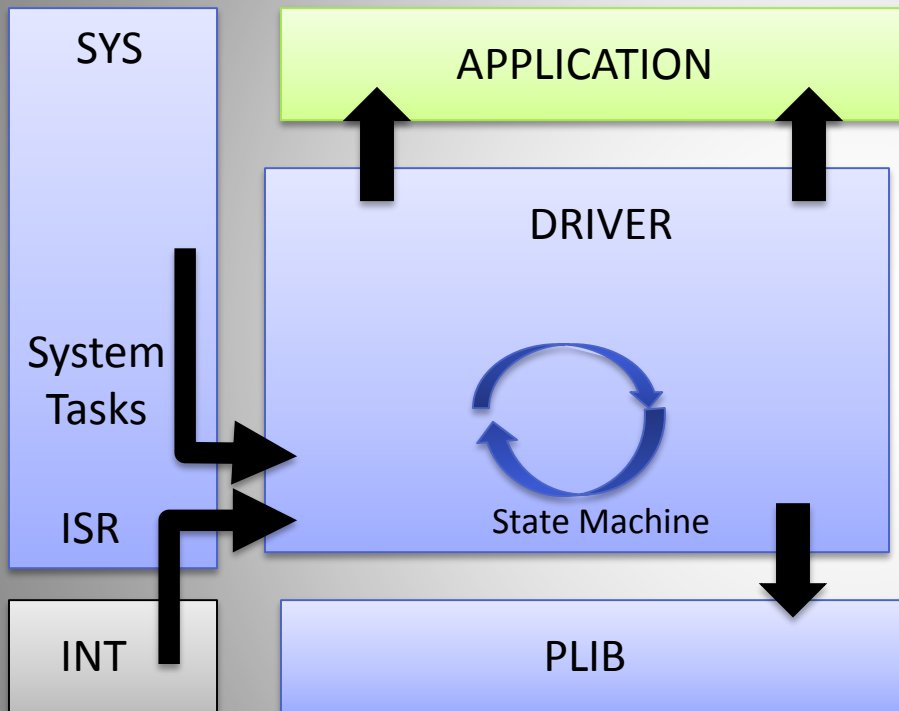 SYS
APPLICATION
DRIVER
System
Tasks
State Machine
ISR
INT
PLIB